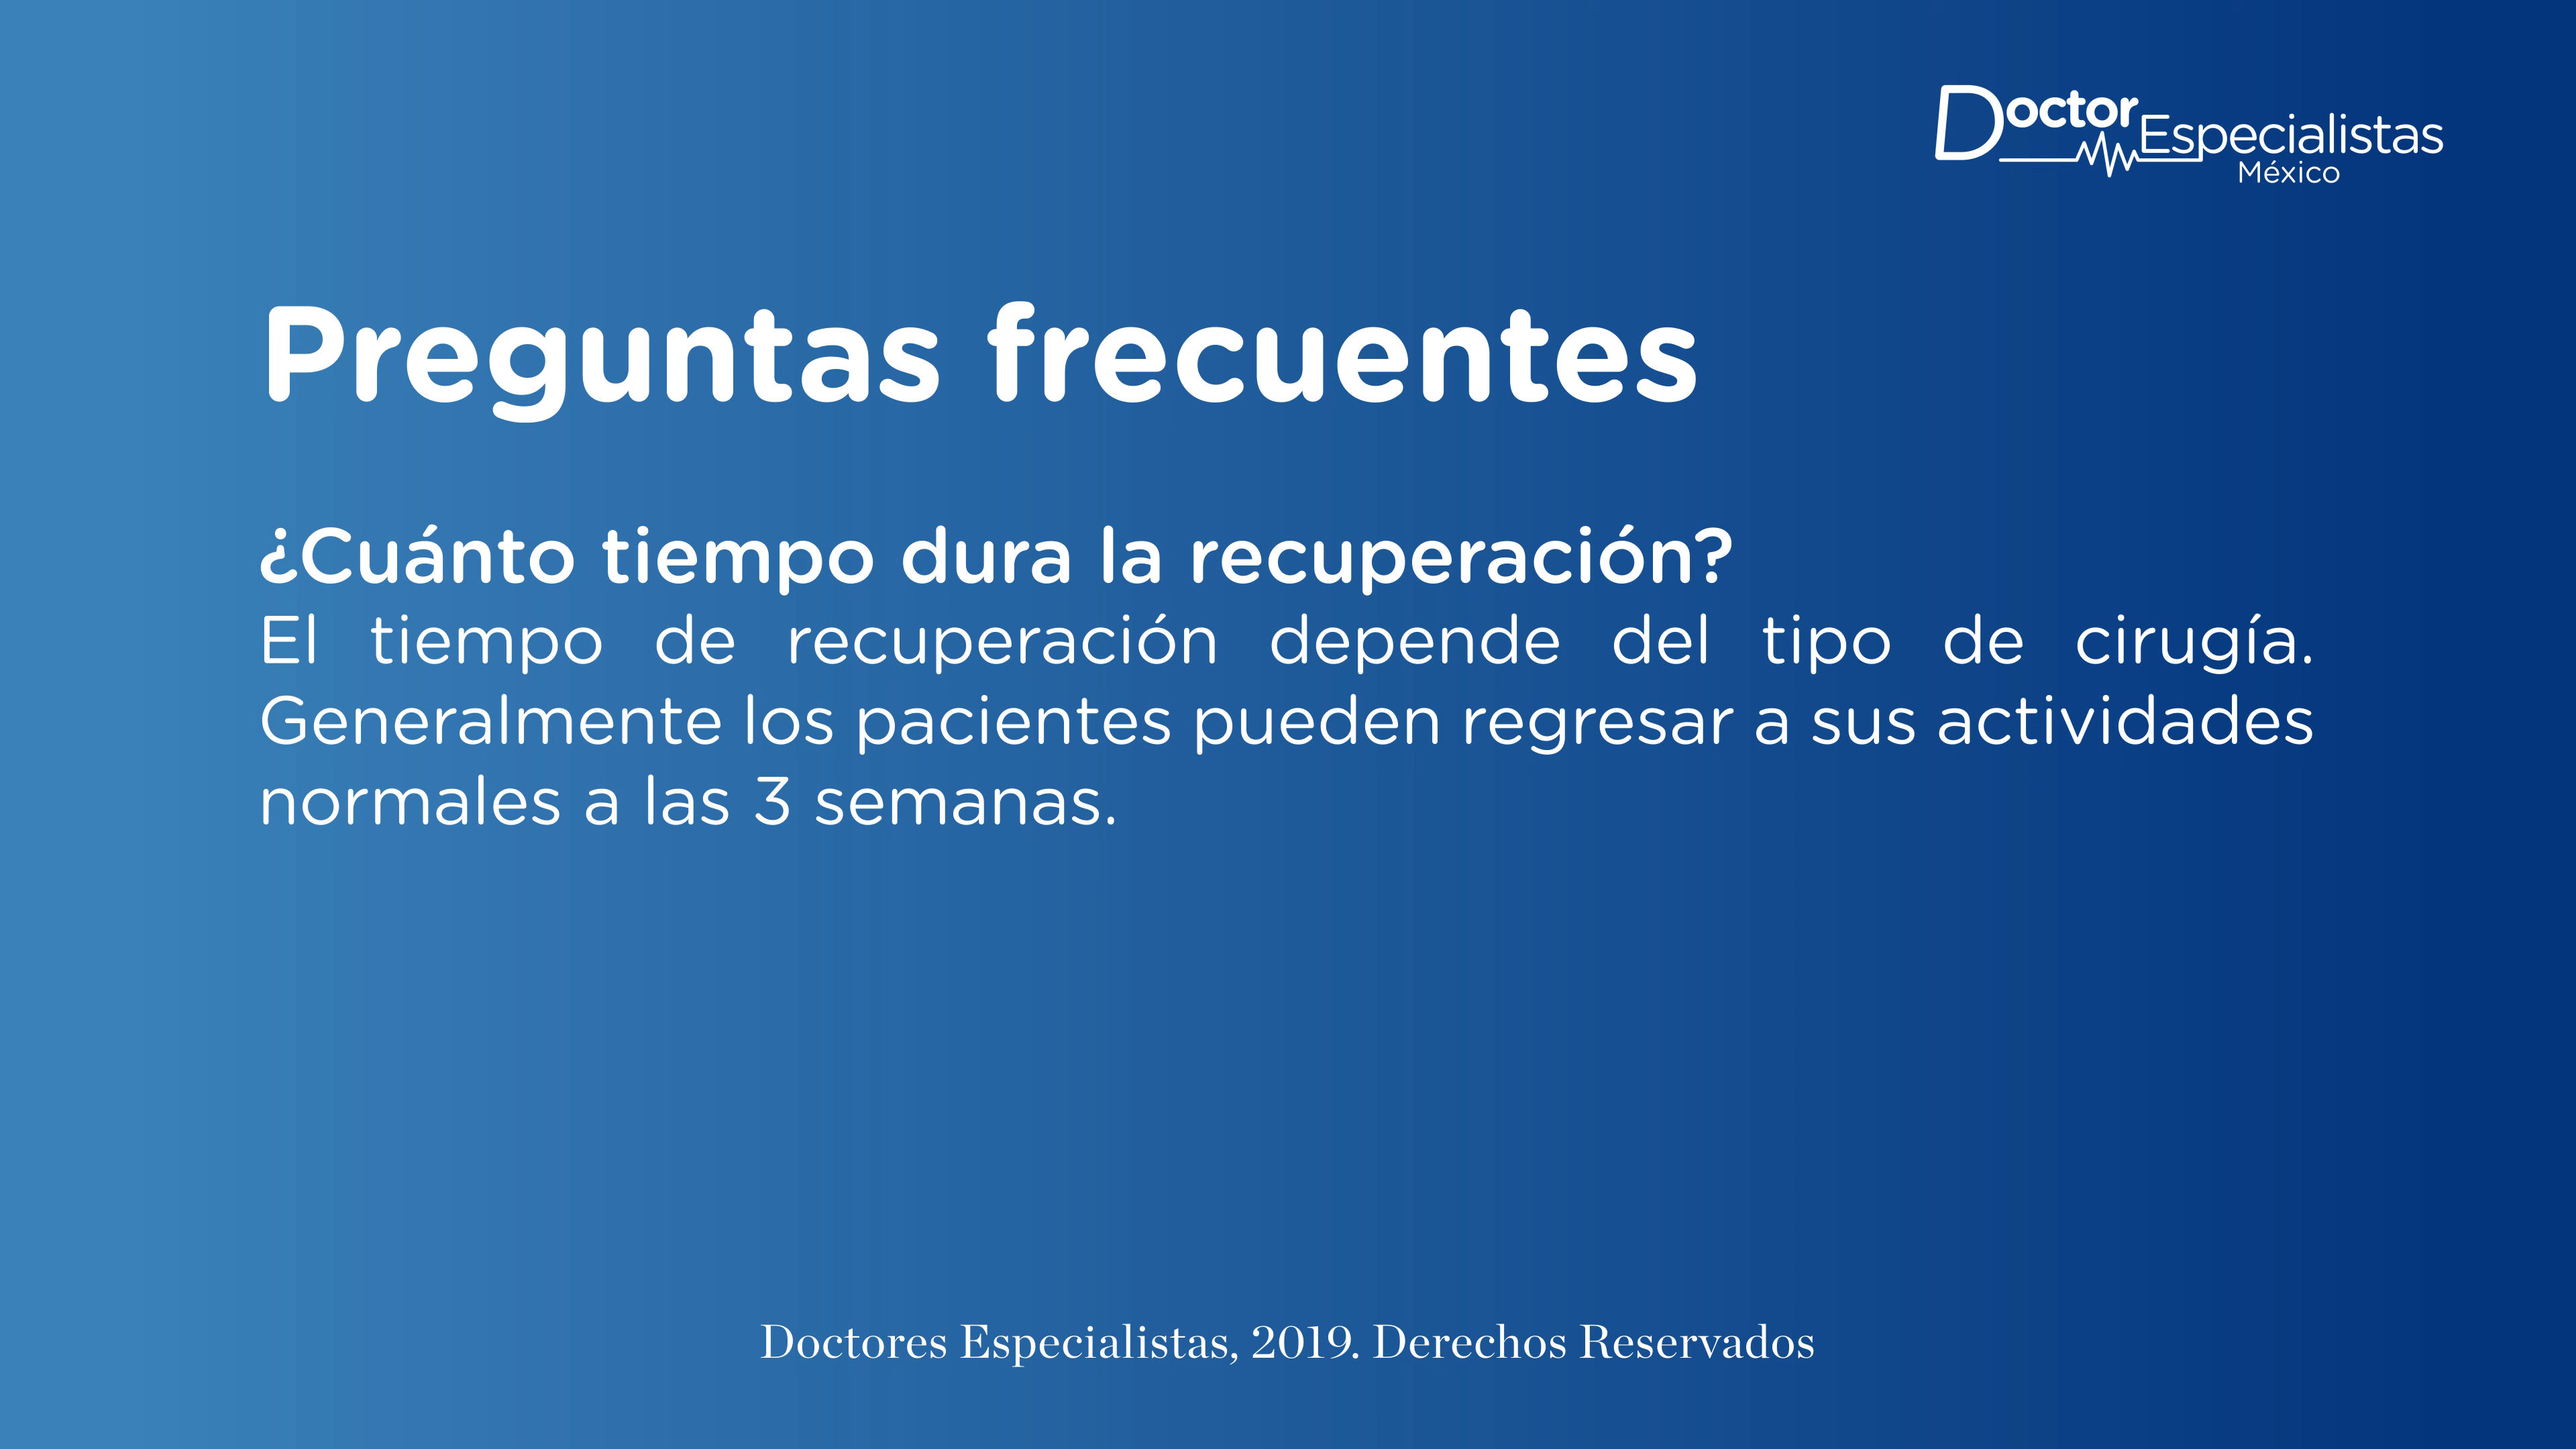 Doctor Especialistas
México
Preguntas frecuentes
¿Cuánto tiempo dura la recuperación?
El tiempo de recuperación depende del tipo de cirugía.
Generalmente los pacientes pueden regresar a sus actividades
normales a las 3 semanas.
Doctores Especialistas, 2019. Derechos Reservados